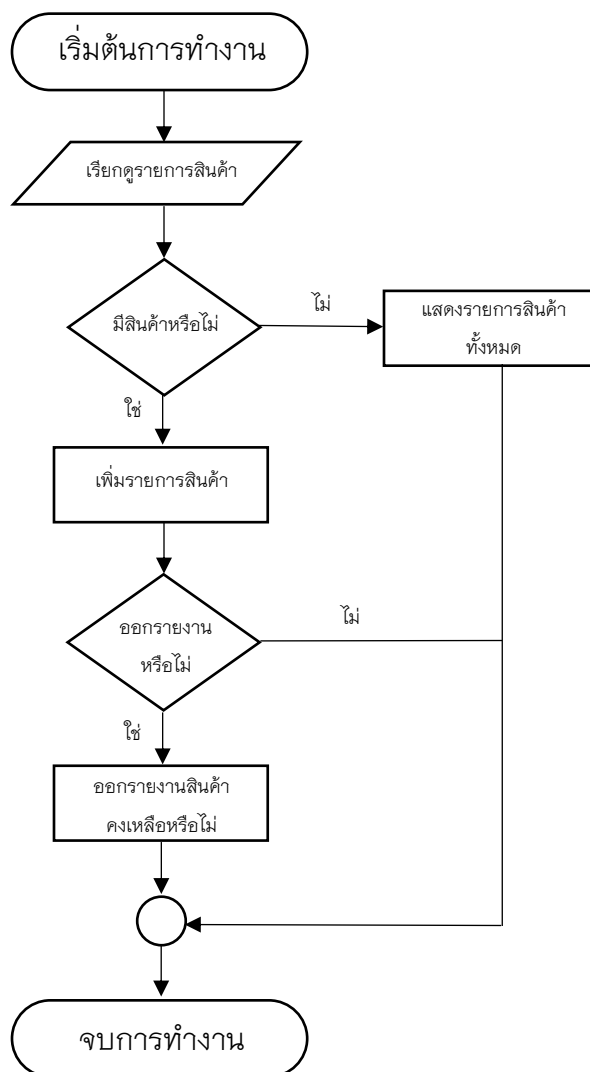 เริ่มต้นการทำงาน
เรียกดูรายการสินค้า
มีสินค้าหรือไม่
ไม่
แสดงรายการสินค้า
ทั้งหมด
ใช่
เพิ่มรายการสินค้า
ออกรายงาน
หรือไม่
ไม่
ใช่
ออกรายงานสินค้า
คงเหลือหรือไม่
จบการทำงาน